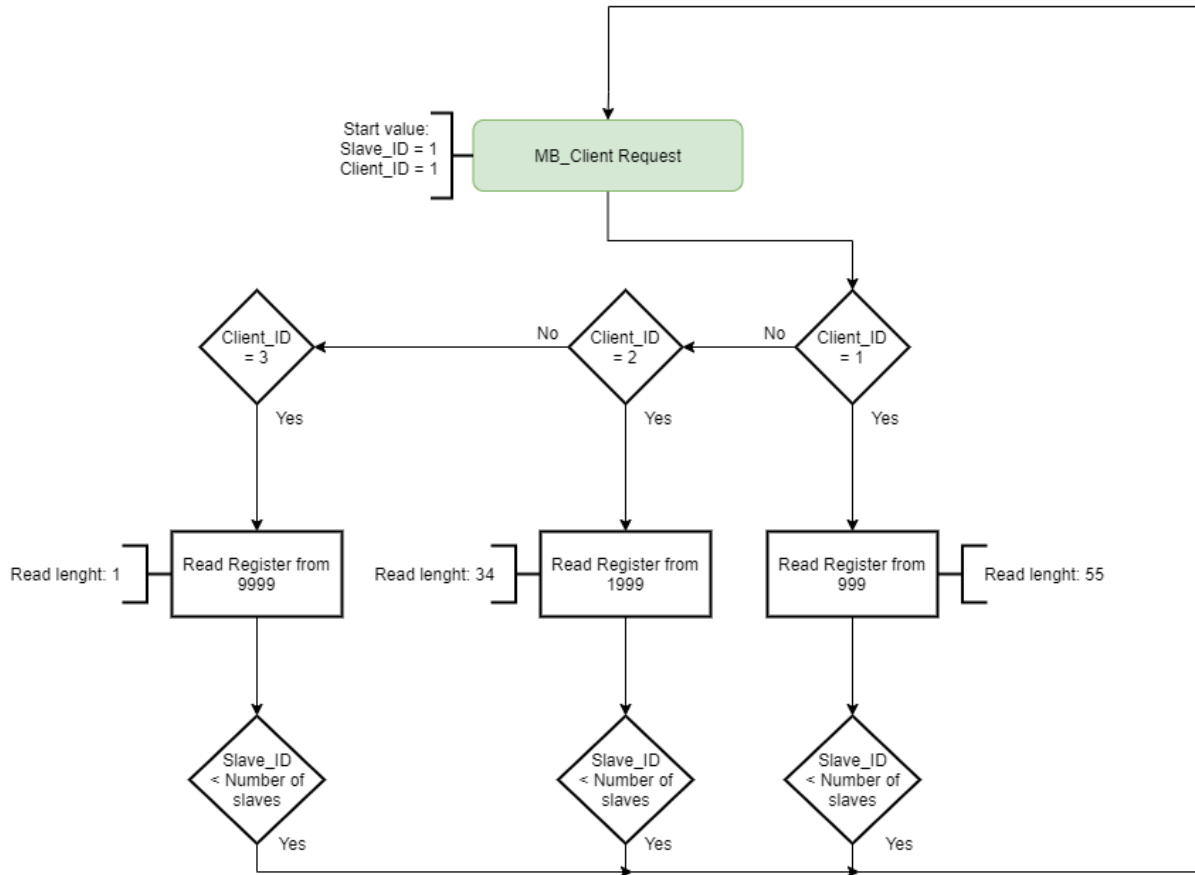 Start value:
Slave_ID = 1
Client_ID = 1
MB_Client Request
Client_ID
= 3
No
Client_ID
= 2
No
Client_ID
= 1
Yes
Yes
Yes
Read lenght: 1
Read Register from
9999
Read lenght: 34
Read Register from
1999
Read Register from
999
Read lenght: 55
Slave_ID
< Number of
slaves
Slave_ID
< Number of
slaves
Slave_ID
< Number of
slaves
Yes
Yes
Yes